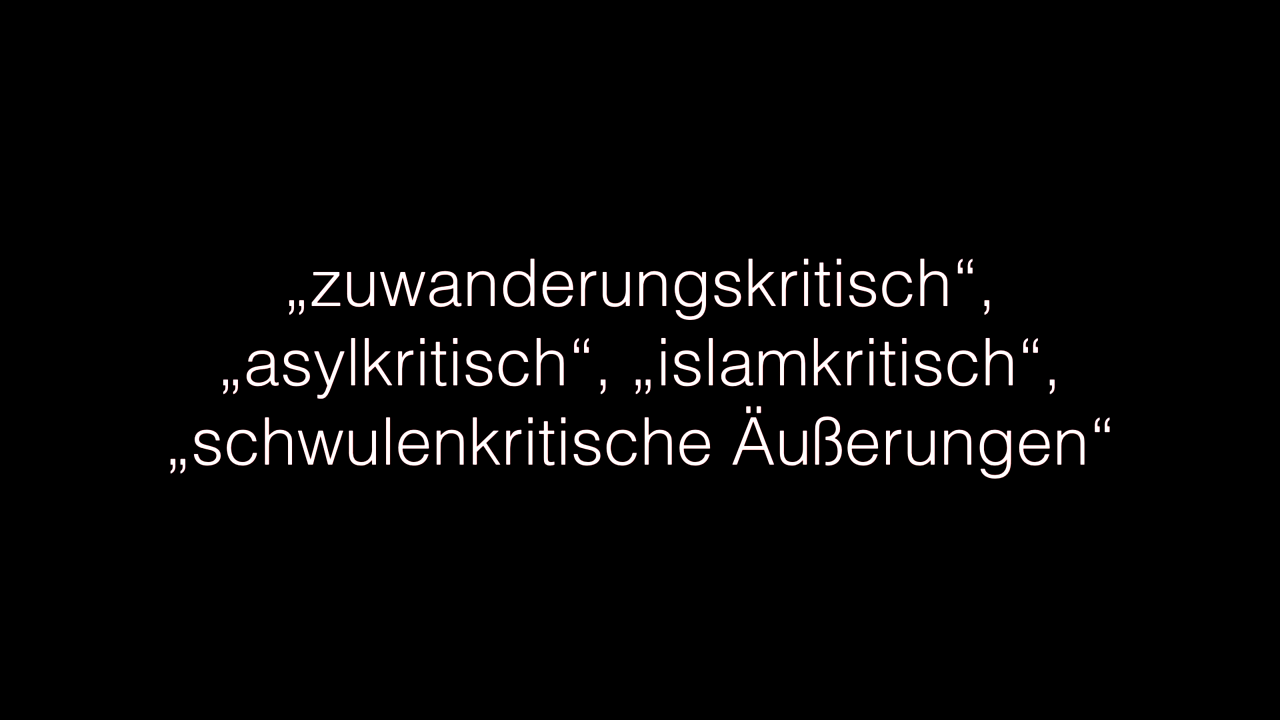 „zuwanderungskritisch“,
„asylkritisch“, „islamkritisch“,
„schwulenkritische Äußerungen“